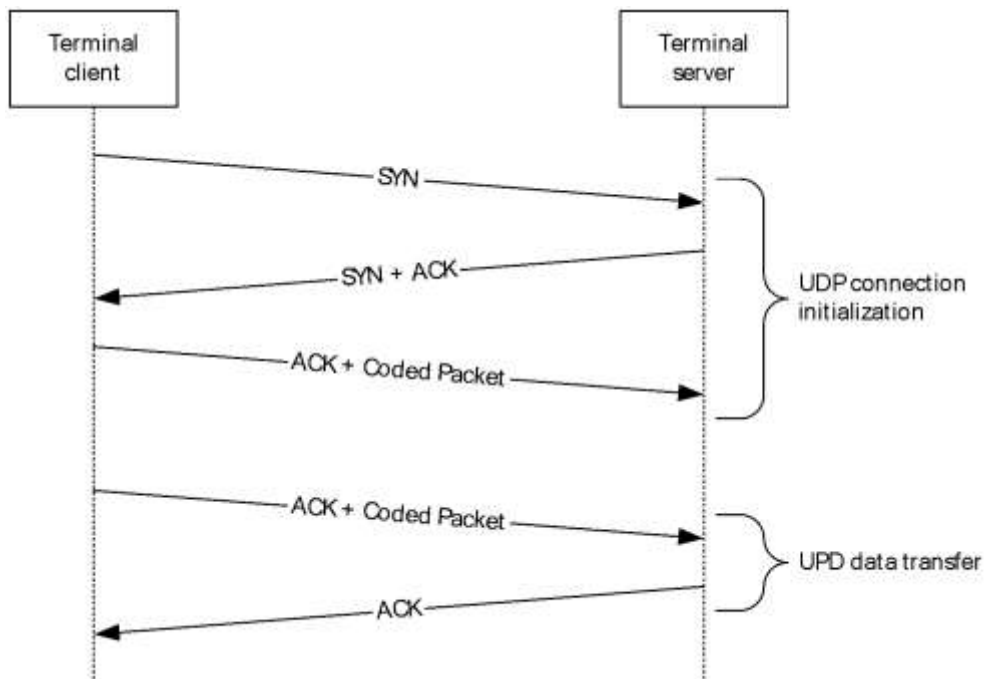 Terminal
client
Terminal
server
SYN
SYN + ACK
UDP connection
initialization
ACK + Coded Packet
ACK + Coded Packet
UPD data transfer
ACK